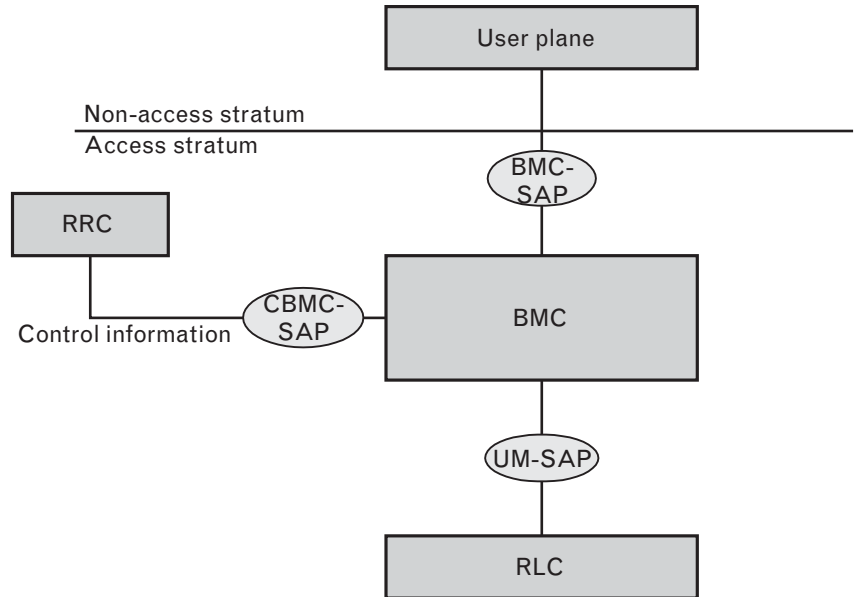 User plane
Non-access stratum
Access stratum
BMC-
SAP
RRC
CBMC-
SAP
BMC
Control information
UM-SAP
RLC